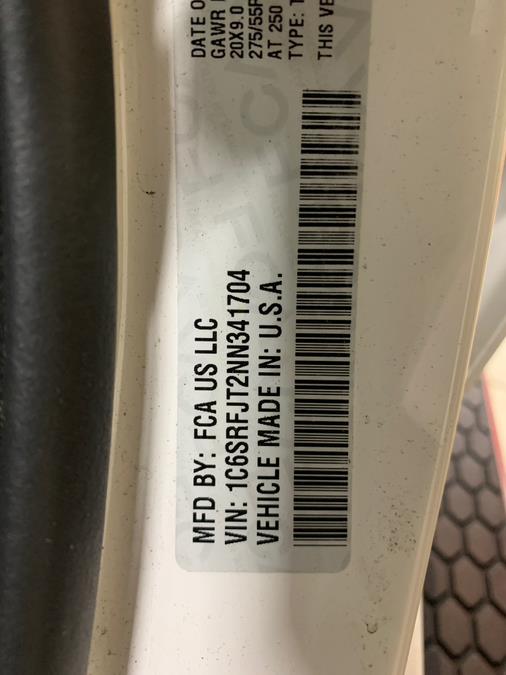 MFD BY: FCA US LLC
VIN: 1C6SRFJT2NN341704
VEHICLE MADE IN: U.S.A.
DATE O
GAWR
20X9.0
275/55R
AT 250
TYPE: T
THIS VE